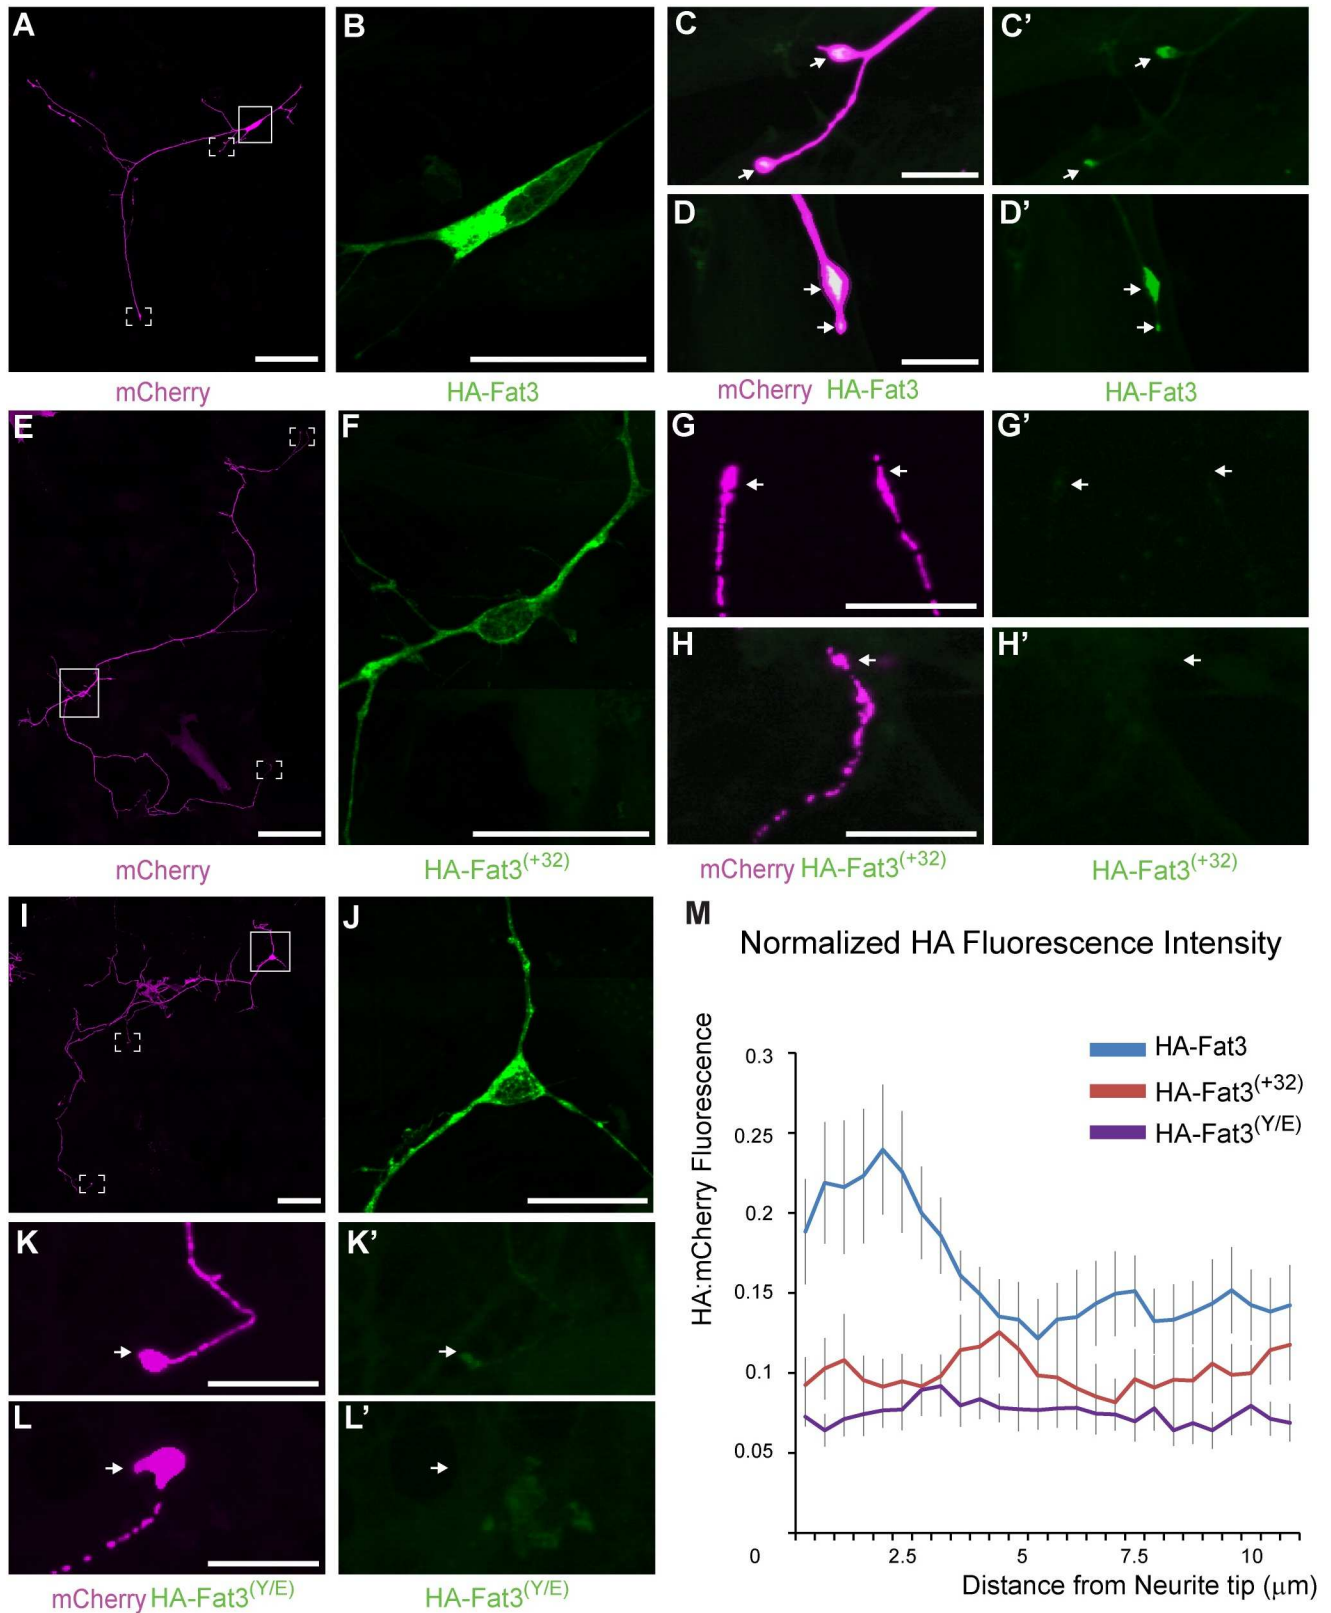 A
B
C
C’
D
D’
mCherry
HA-Fat3
mCherry HA-Fat3
HA-Fat3
E
F
G
G’
H
H’
mCherry
HA-Fat3(+32)
mCherry HA-Fat3(+32)
HA-Fat3(+32)
I
J
K
K’
L
L’
mCherry HA-Fat3(Y/E)
HA-Fat3(Y/E)
M
Normalized HA Fluorescence Intensity
HA-Fat3
HA-Fat3(+32)
HA-Fat3(Y/E)
HA:mCherry Fluorescence
0.3
0.25
0.2
0.15
0.1
0.05
0 2.5 5 7.5 10
Distance from Neurite tip (μm)